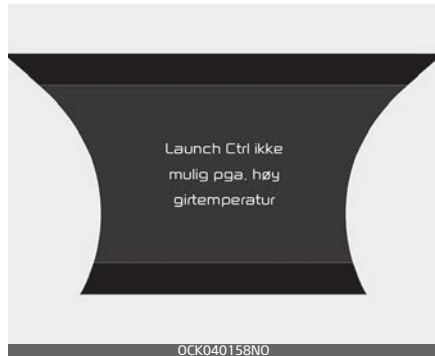 Launch Ctrl ikke
mulig pga. høy
girtemperatur
OCK040158NO